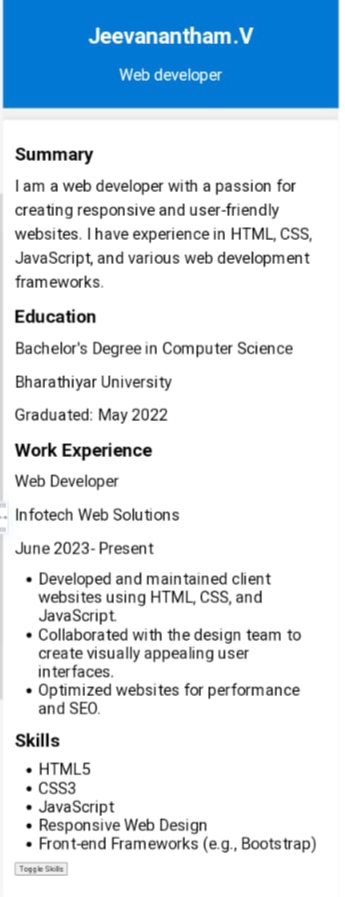 Jeevanantham.V
Web developer
Summary
I am a web developer with a passion for
creating responsive and user-friendly
websites. I have experience in HTML, CSS,
JavaScript, and various web development
frameworks.
Education
Bachelor's Degree in Computer Science
Bharathiyar University
Graduated: May 2022
Work Experience
Web Developer
Infotech Web Solutions
June 2023- Present
• Developed and maintained client
websites using HTML, CSS, and
JavaScript.
• Collaborated with the design team to
create visually appealing user
interfaces.
• Optimized websites for performance
and SEO.
Skills
• HTML5
• CSS3
• JavaScript
• Responsive Web Design
• Front-end Frameworks (e.g., Bootstrap)
Toggle Skills